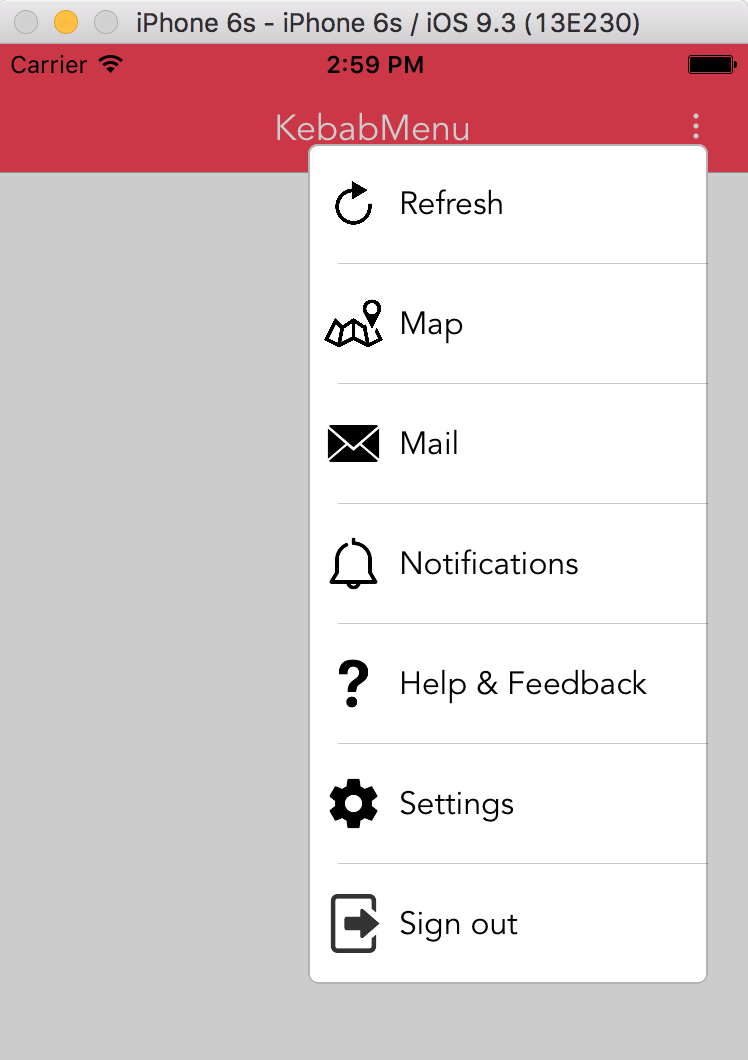 iPhone 6s - iPhone 6s / iOS 9.3 (13E230)
Carrier 2:59 PM
KebabMenu
Refresh
Map
Mail
Notifications
Help & Feedback
Settings
Sign out